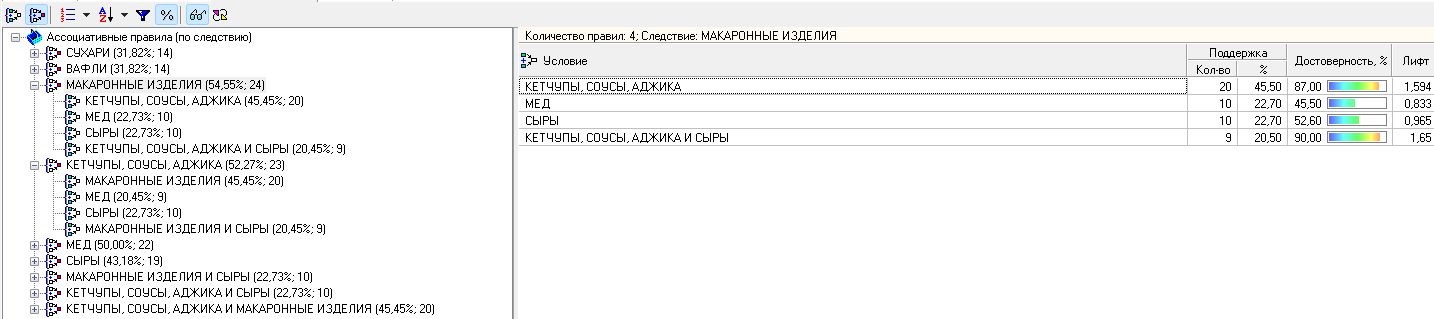 Ассоциативные правила (по следствию)
СУХАРИ (31,82%; 14)
ВАФЛИ (31,82%; 14)
МАКАРОННЫЕ ИЗДЕЛИЯ (54,55%; 24)
КЕТЧУПЫ, СОУСЫ, АДЖИКА (45,45%; 20)
МЕД (22,73%; 10)
СЫРЫ (22,73%; 10)
КЕТЧУПЫ, СОУСЫ, АДЖИКА И СЫРЫ (20,45%; 9)
КЕТЧУПЫ, СОУСЫ, АДЖИКА (52,27%; 23)
МАКАРОННЫЕ ИЗДЕЛИЯ (45,45%; 20)
МЕД (20,45%; 9)
СЫРЫ (22,73%; 10)
МАКАРОННЫЕ ИЗДЕЛИЯ И СЫРЫ (20,45%; 9)
МЕД (50,00%; 22)
СЫРЫ (43,18%; 19)
МАКАРОННЫЕ ИЗДЕЛИЯ И СЫРЫ (22,73%; 10)
КЕТЧУПЫ, СОУСЫ, АДЖИКА И СЫРЫ (22,73%; 10)
КЕТЧУПЫ, СОУСЫ, АДЖИКА И МАКАРОННЫЕ ИЗДЕЛИЯ (45,45%; 20)
Количество правил: 4; Следствие: МАКАРОННЫЕ ИЗДЕЛИЯ
Условие Поддержка Достоверность, % Лифт
Кол-во %
КЕТЧУПЫ, СОУСЫ, АДЖИКА 20 45,50 87,00 1,594
МЕД 10 22,70 45,50 0,833
СЫРЫ 10 22,70 52,60 0,965
КЕТЧУПЫ, СОУСЫ, АДЖИКА И СЫРЫ 9 20,50 90,00 1,65